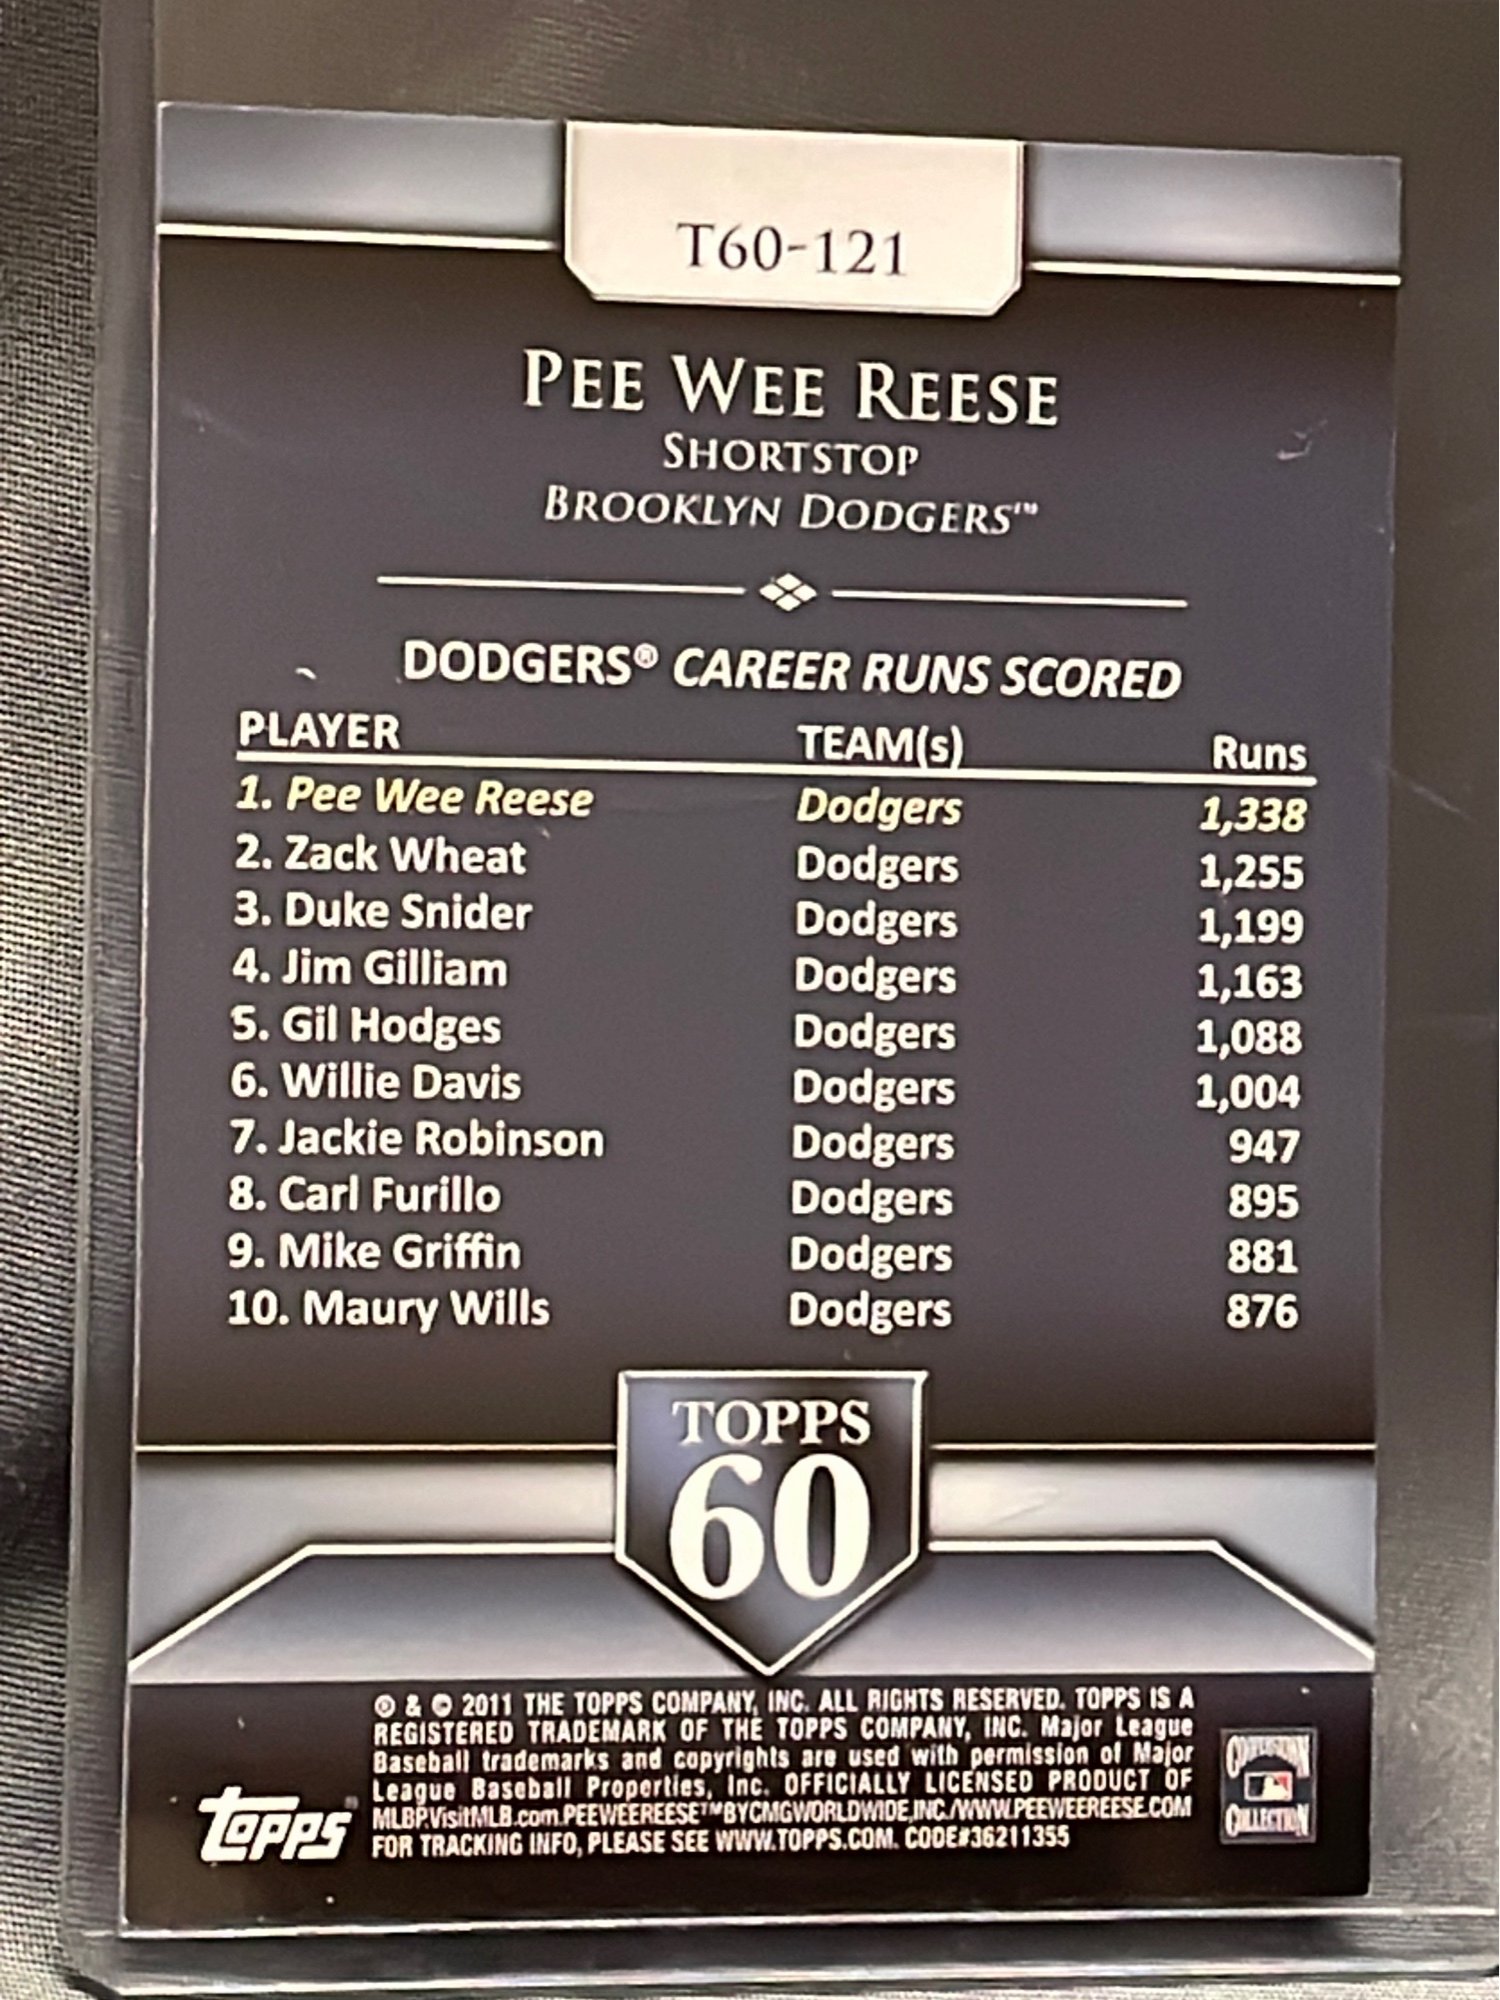 T60-121
PEE WEE REESE
SHORTSTOP
BROOKLYN DODGERS™
DODGERS® CAREER RUNS SCORED
PLAYER TEAM(s) Runs
1. Pee Wee Reese Dodgers 1,338
2. Zack Wheat Dodgers 1,255
3. Duke Snider Dodgers 1,199
4. Jim Gilliam Dodgers 1,163
5. Gil Hodges Dodgers 1,088
6. Willie Davis Dodgers 1,004
7. Jackie Robinson Dodgers 947
8. Carl Furillo Dodgers 895
9. Mike Griffin Dodgers 881
10. Maury Wills Dodgers 876
TOPPS
60
® & © 2011 THE TOPPS COMPANY, INC. ALL RIGHTS RESERVED. TOPPS IS A
REGISTERED TRADEMARK OF THE TOPPS COMPANY, INC. Major League
Baseball trademarks and copyrights are used with permission of Major
League Baseball Properties, Inc. OFFICIALLY LICENSED PRODUCT OF
MLBP.VisitMLB.com.PEEWEEREESE™BYCMGWORLDWIDE,INC./WWW.PEEWEEREESE.COM
FOR TRACKING INFO, PLEASE SEE WWW.TOPPS.COM. CODE#36211355
Topps®
COOPERSTOWN
COLLECTION